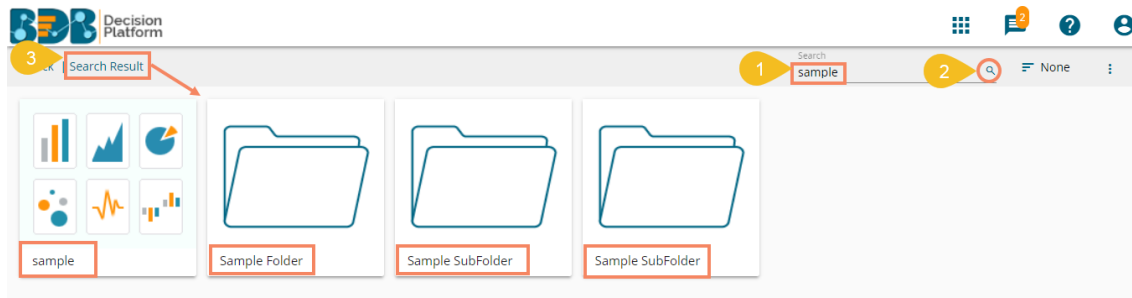 BDB Decision
Platform
2
3 | Search Result
Search
1 sample 2 None
sample Sample Folder Sample SubFolder Sample SubFolder